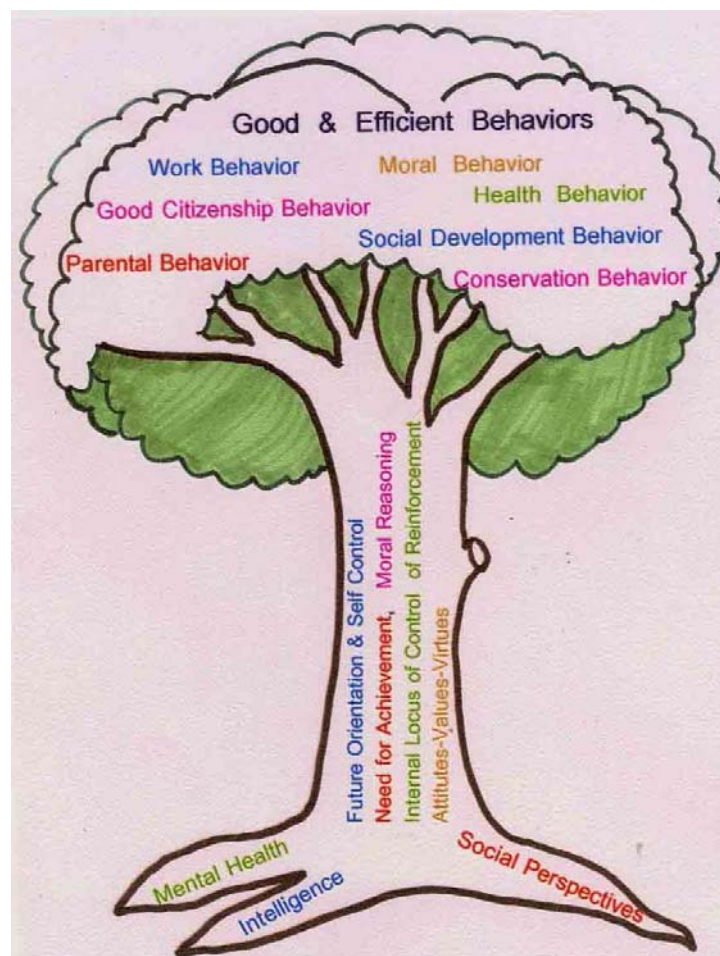 Good & Efficient Behaviors
Work Behavior
Moral Behavior
Health Behavior
Good Citizenship Behavior
Social Development Behavior
Parental Behavior
Conservation Behavior
Future Orientation & Self Control
Need for Achievement, Moral Reasoning
Internal Locus of Control of Reinforcement
Attitutes-Values-Virtues
Mental Health
Intelligence
Social Perspectives